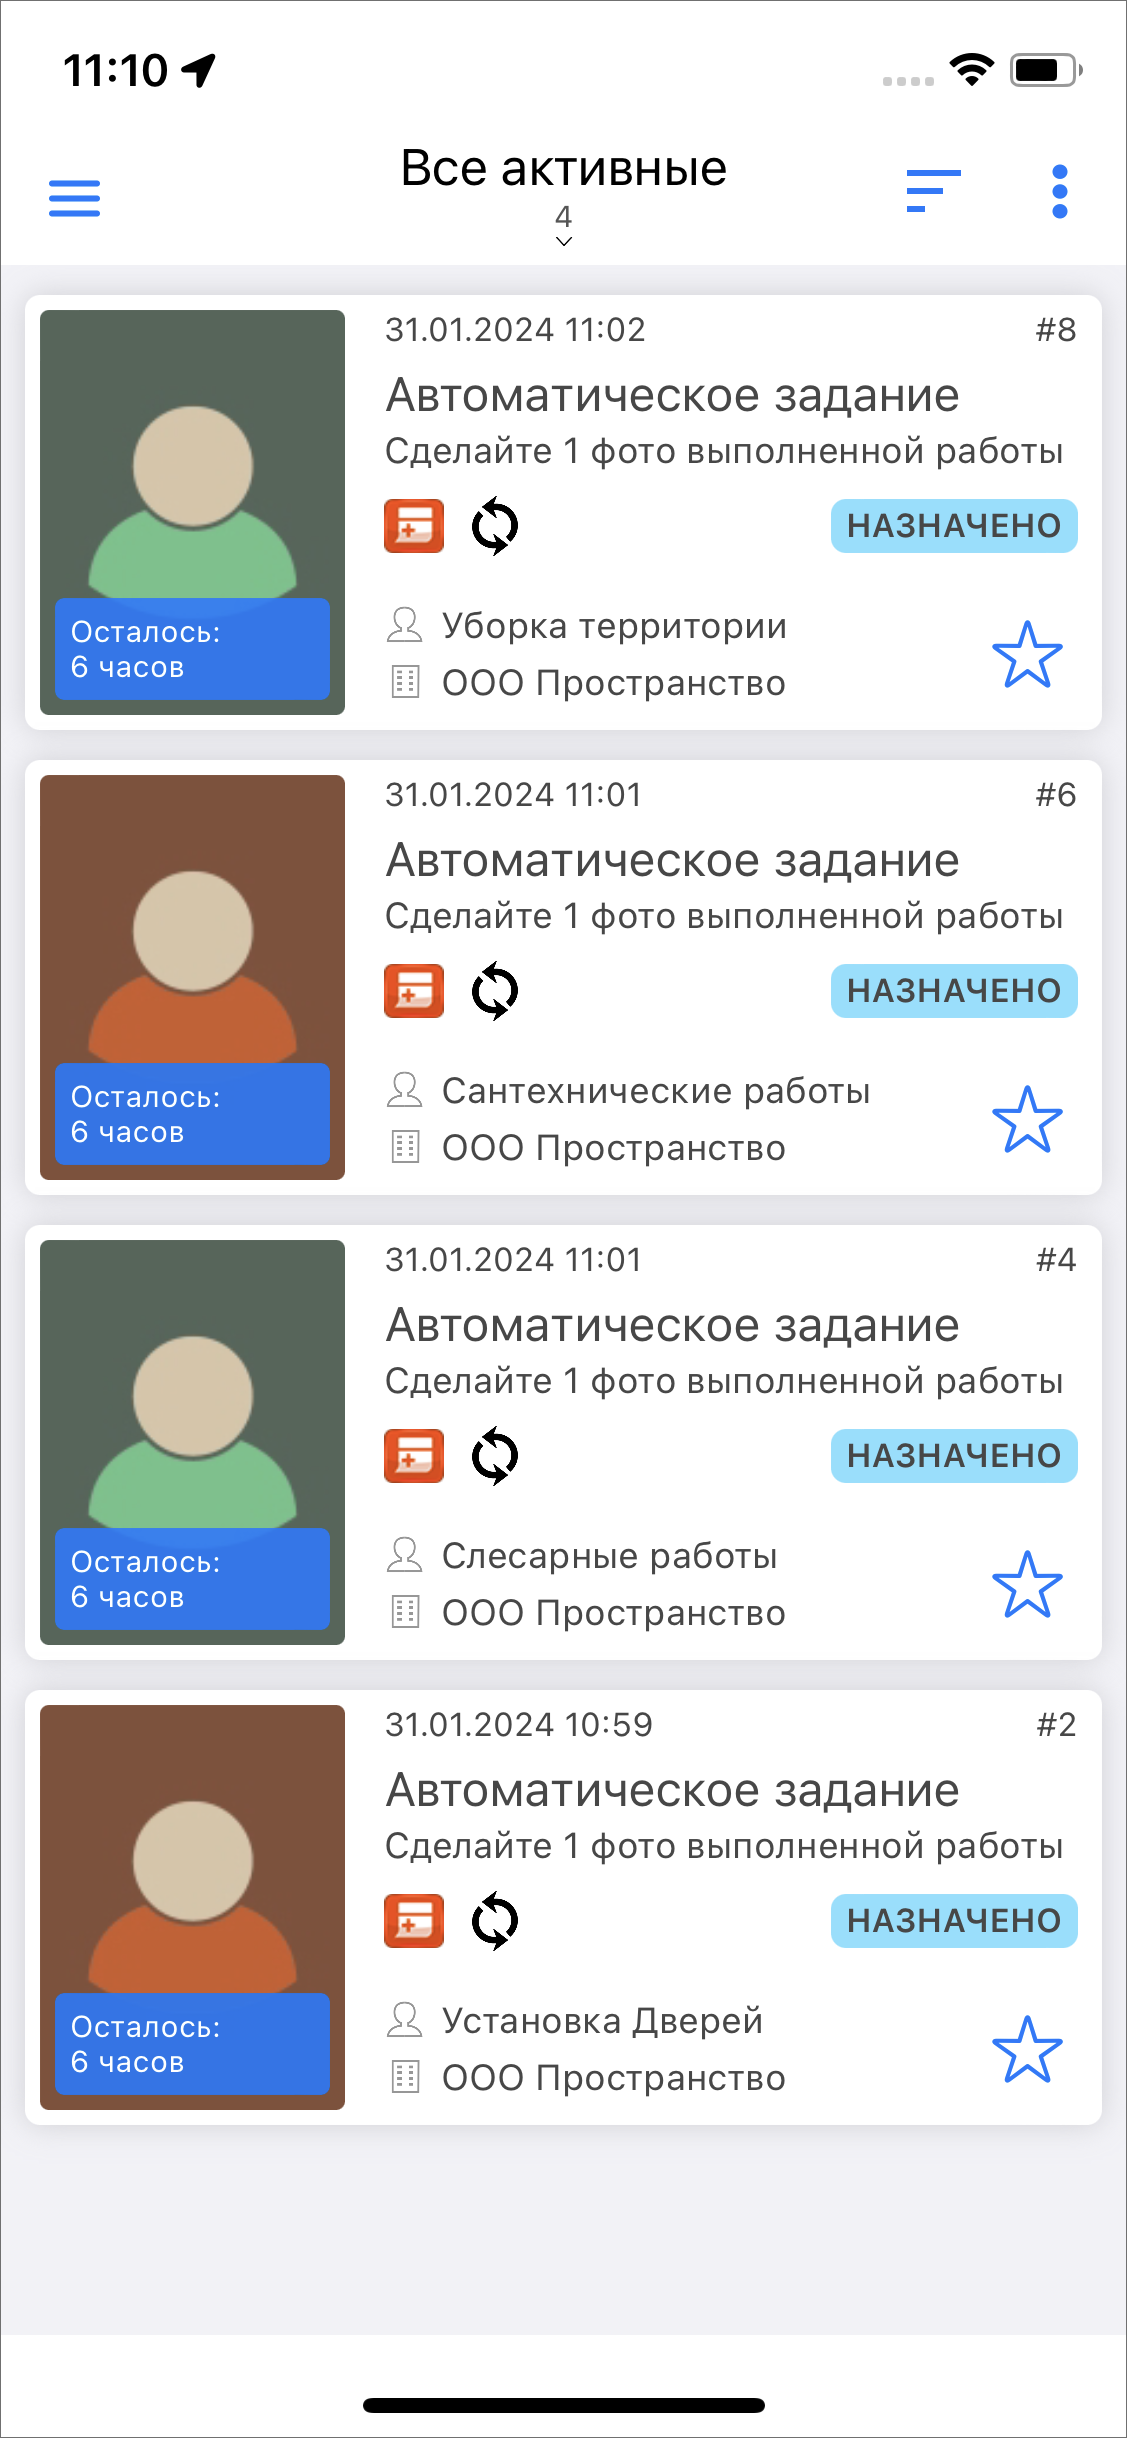 11:10
Все активные
4
31.01.2024 11:02 #8
Автоматическое задание
Сделайте 1 фото выполненной работы
НАЗНАЧЕНО
Осталось:
6 часов
Уборка территории
ООО Пространство
31.01.2024 11:01 #6
Автоматическое задание
Сделайте 1 фото выполненной работы
НАЗНАЧЕНО
Осталось:
6 часов
Сантехнические работы
ООО Пространство
31.01.2024 11:01 #4
Автоматическое задание
Сделайте 1 фото выполненной работы
НАЗНАЧЕНО
Осталось:
6 часов
Слесарные работы
ООО Пространство
31.01.2024 10:59 #2
Автоматическое задание
Сделайте 1 фото выполненной работы
НАЗНАЧЕНО
Осталось:
6 часов
Установка Дверей
ООО Пространство